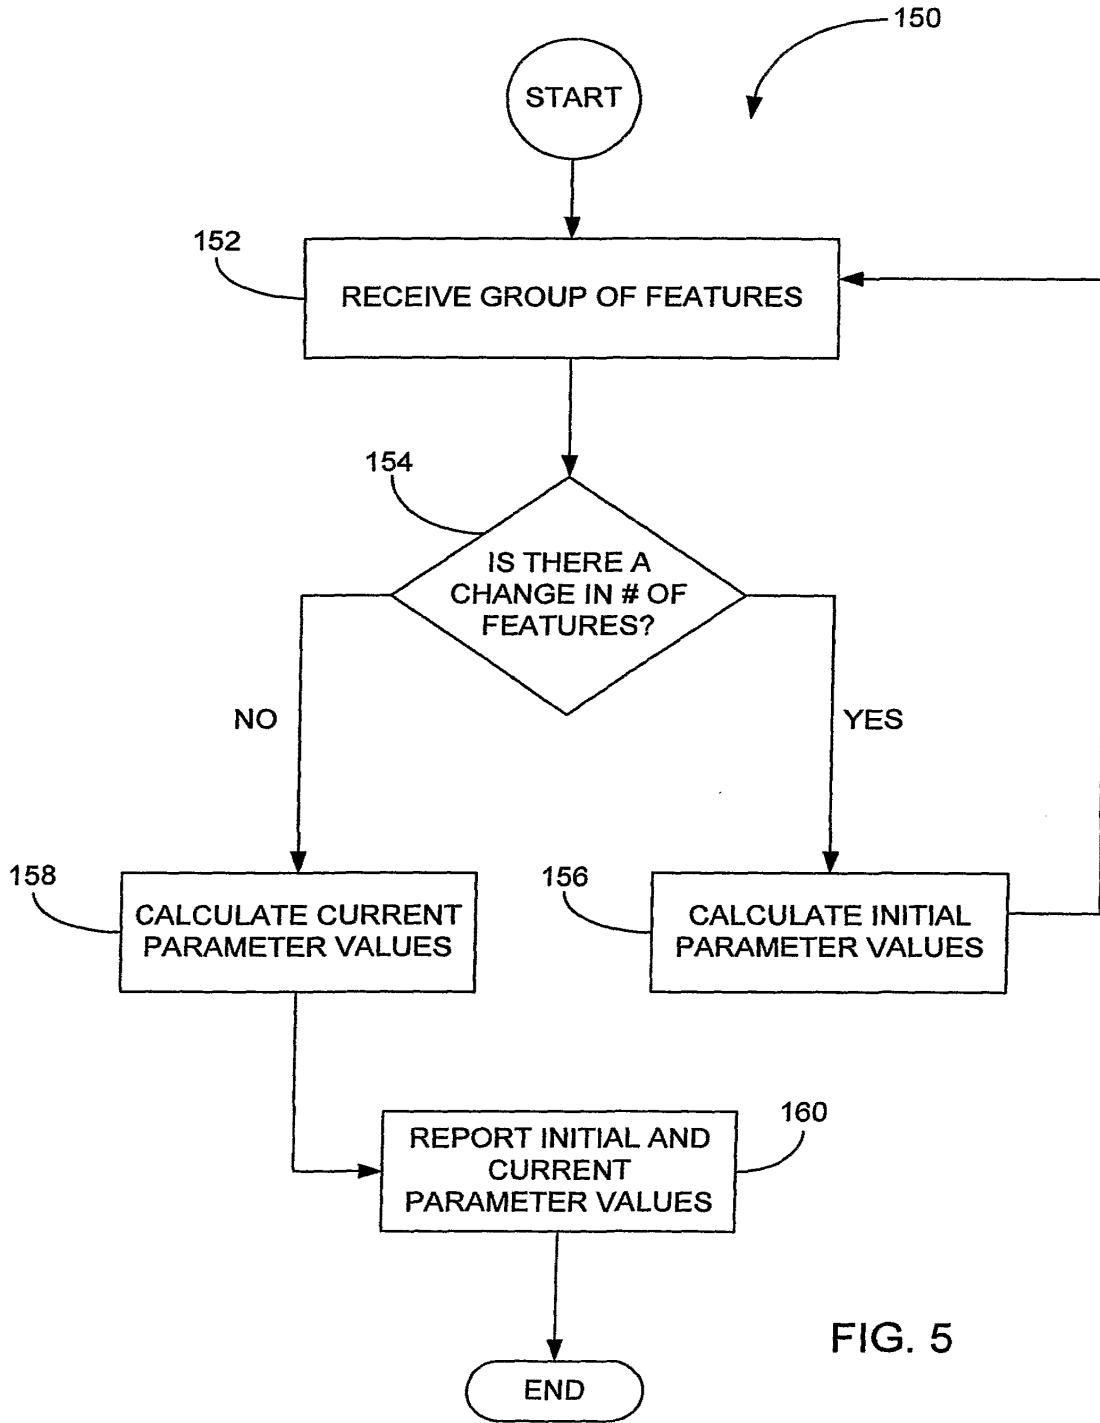 150
START
152
RECEIVE GROUP OF FEATURES
154
IS THERE A
CHANGE IN # OF
FEATURES?
NO
YES
158
CALCULATE CURRENT
PARAMETER VALUES
156
CALCULATE INITIAL
PARAMETER VALUES
160
REPORT INITIAL AND
CURRENT
PARAMETER VALUES
FIG. 5
END